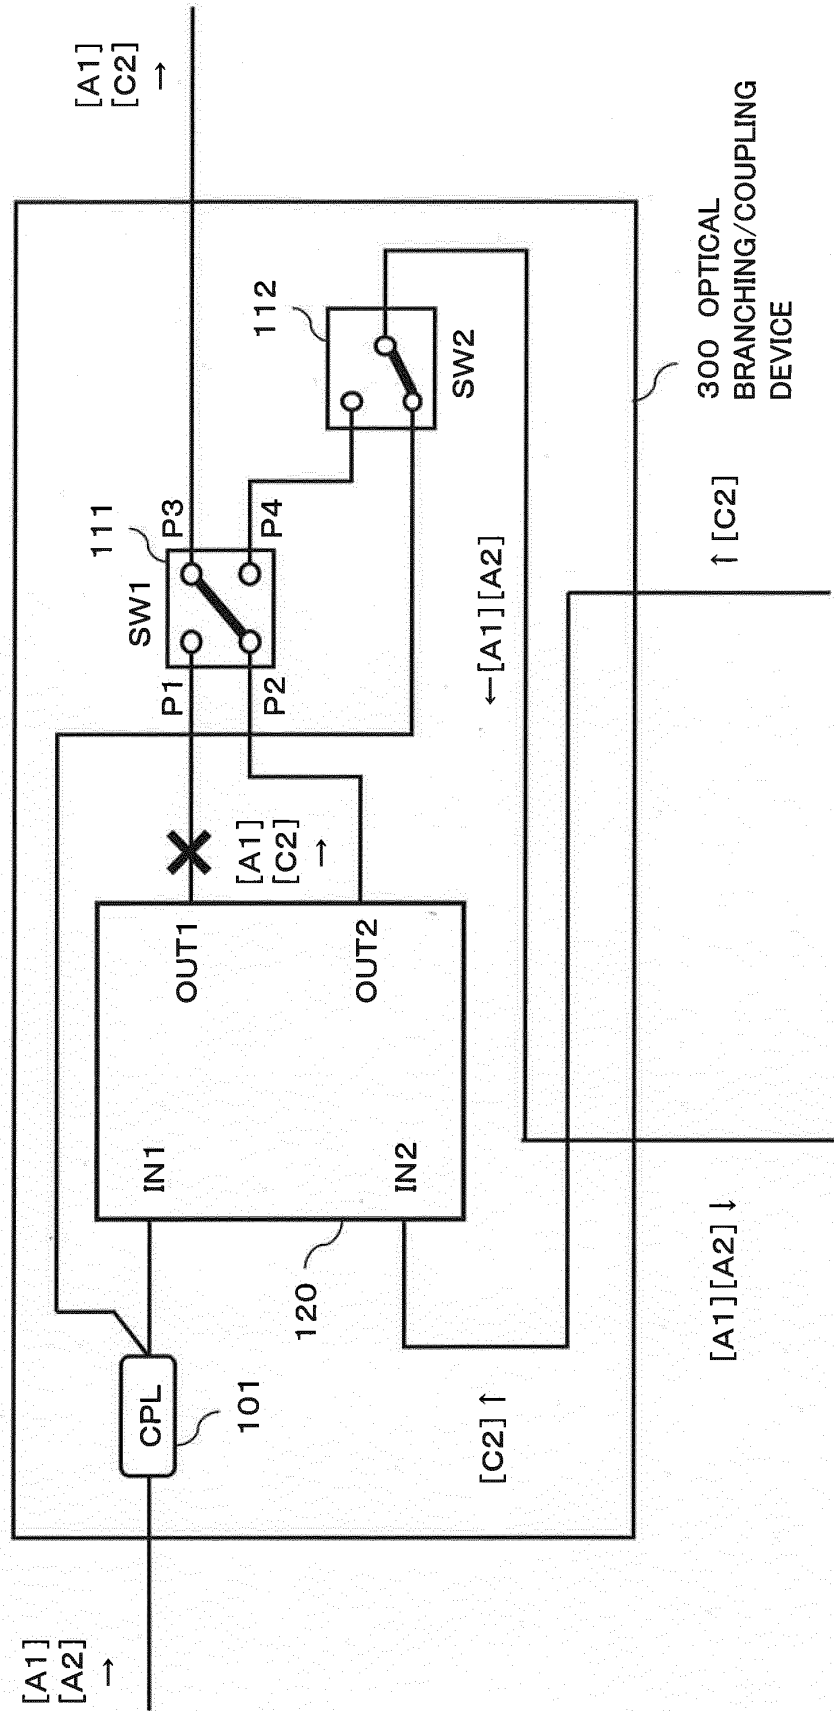 [A1]
[A2]
→
CPL
101
[C2] ↑
IN1
IN2
120
OUT1
OUT2
[A1]
[C2]
→
P1
P2
SW1
111
P3
P4
112
SW2
[A1]
[C2]
→
←[A1][A2]
[A1][A2]↓
↑[C2]
300 OPTICAL
BRANCHING/COUPLING
DEVICE